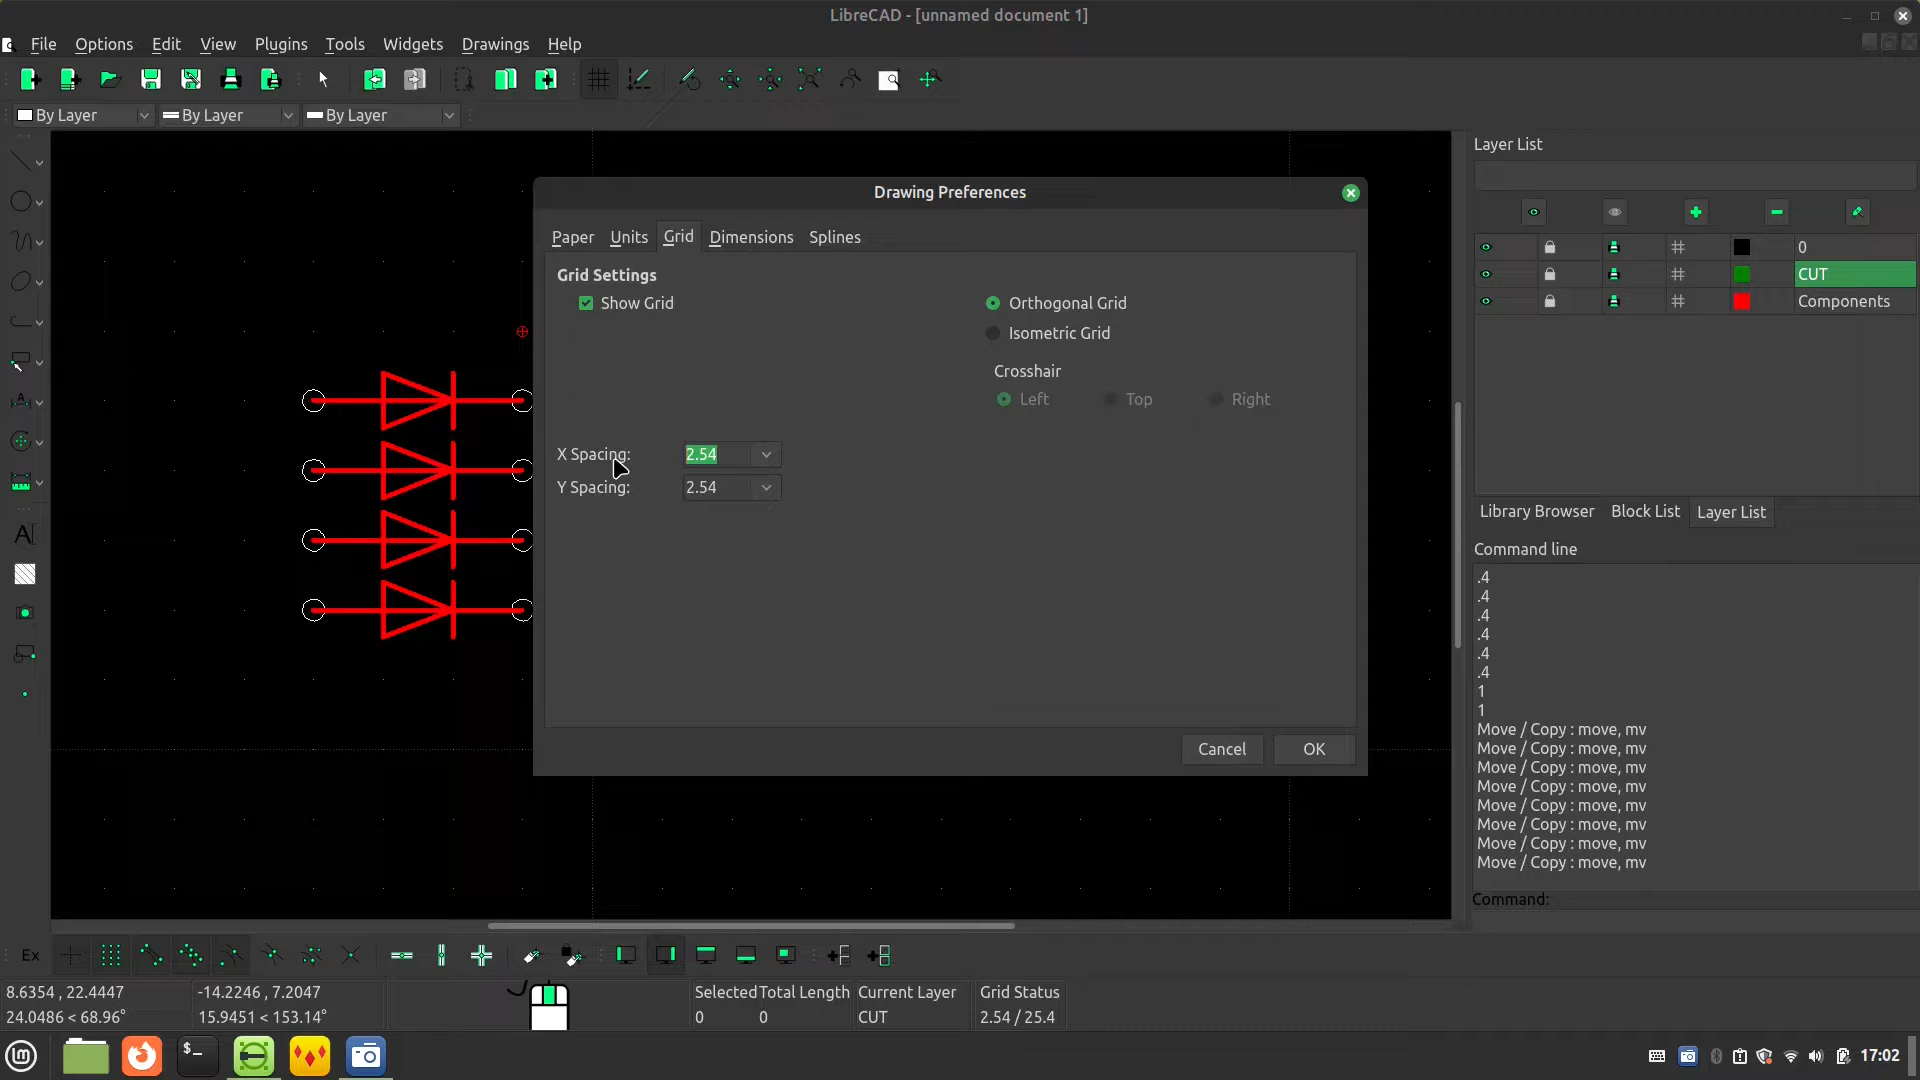 LibreCAD - [unnamed document 1]
File Options Edit View Plugins Tools Widgets Drawings Help
By Layer By Layer By Layer
Layer List
0
CUT
Components
Drawing Preferences
Paper Units Grid Dimensions Splines
Grid Settings
Show Grid
Orthogonal Grid
Isometric Grid
Crosshair
Left Top Right
X Spacing: 2.54
Y Spacing: 2.54
Cancel OK
Library Browser Block List Layer List
Command line
.4
.4
.4
.4
.4
.4
1
1
Move / Copy : move, mv
Move / Copy : move, mv
Move / Copy : move, mv
Move / Copy : move, mv
Move / Copy : move, mv
Move / Copy : move, mv
Move / Copy : move, mv
Move / Copy : move, mv
Command:
Ex
8.6354 , 22.4447 -14.2246 , 7.2047 Selected Total Length Current Layer Grid Status
24.0486 < 68.96° 15.9451 < 153.14° 0 0 CUT 2.54 / 25.4
17:02